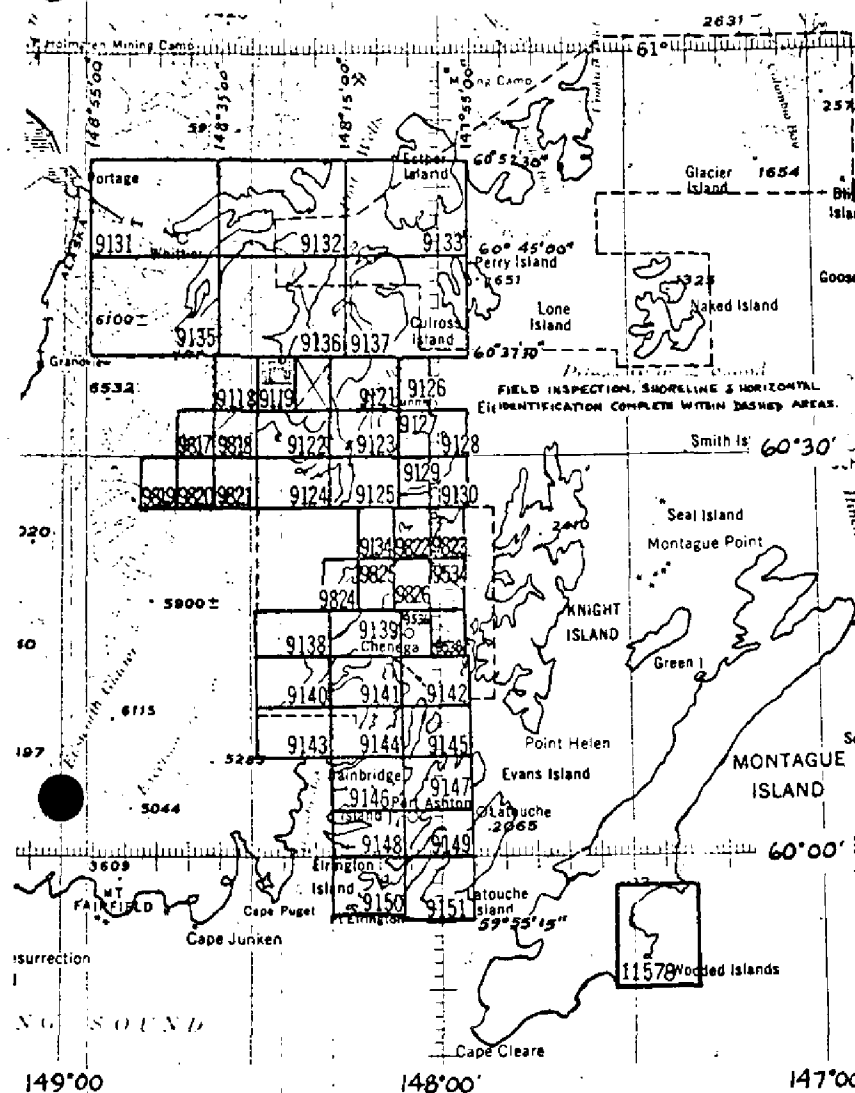 2631
Holmgren Mining Camp
61°
148°55'00"
148°35'00"
148°15'00"
147°55'00"
Mining Camp
Esther
Island
60°52'30"
Glacier
Island
1654
Portage
ALASKA
Whittier
9131
9132
9133
60° 45'00"
Perry Island
651
1325
Naked Island
Lone
Island
6100±
Culross
Island
9135
9136
9137
60°37'30"
Grandview
6532
9118
9119
9121
9126
FIELD INSPECTION, SHORELINE & HORIZONTAL
IDENTIFICATION COMPLETE WITHIN DASHED AREAS.
9127
9817
9818
9122
9123
9128
Smith Is
60°30'
9129
9819
9820
9821
9124
9125
9130
Seal Island
Montague Point
9134
9822
9823
9825
9534
5900±
9824
9826
KNIGHT
ISLAND
9138
9139
Chenega
Green I
9140
9141
9142
6115
Ellsworth Glacier
Excelsior
9143
9144
9145
Point Helen
5285
MONTAGUE
ISLAND
Bainbridge
9147
Evans Island
9146
Port Ashton
Island
Latouche
2065
5044
9148
9149
3609
60°00'
MT
FAIRFIELD
Elrington
Island
Cape Puget
9150
9151
Latouche
Island
Pt Elrington
59°55'15"
Cape Junken
11578
Wooded Islands
SOUND
Cape Cleare
149°00'
148°00'